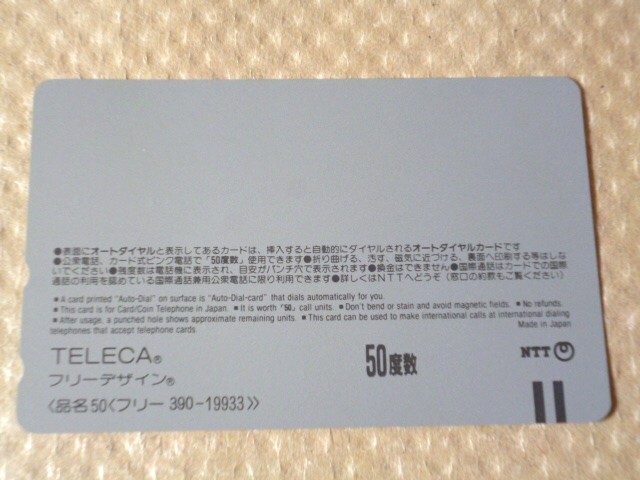 ●表面にオートダイヤルと表示してあるカードは、挿入すると自動的にダイヤルされるオートダイヤルカードです
●公衆電話、カード式ピンク電話で「50度数」使用できます●折り曲げる、汚す、磁気に近づける、裏面へ印刷する等はしな
いでください●残度数は電話機に表示され、目安がパンチ穴で表示されます●換金はできません●国際通話はカードでの国際
通話の利用を認めている国際通話兼用公衆電話に限り利用できます●詳しくはNTTへどうぞ（窓口の約款もご覧ください）
■ A card printed "Auto-Dial" on surface is "Auto-Dial-card" that dials automatically for you.
■ This card is for Card/Coin Telephone in Japan. ■ It is worth "50" call units. ■ Don't bend or stain and avoid magnetic fields. ■ No refunds.
■ After usage, a punched hole shows approximate remaining units. ■ This card can be used to make international calls at international dialing
telephones that accept telephone cards.
Made in Japan
TELECA®
フリーデザイン®
50度数
NTT
〈品名50〈フリー 390-19933〉〉